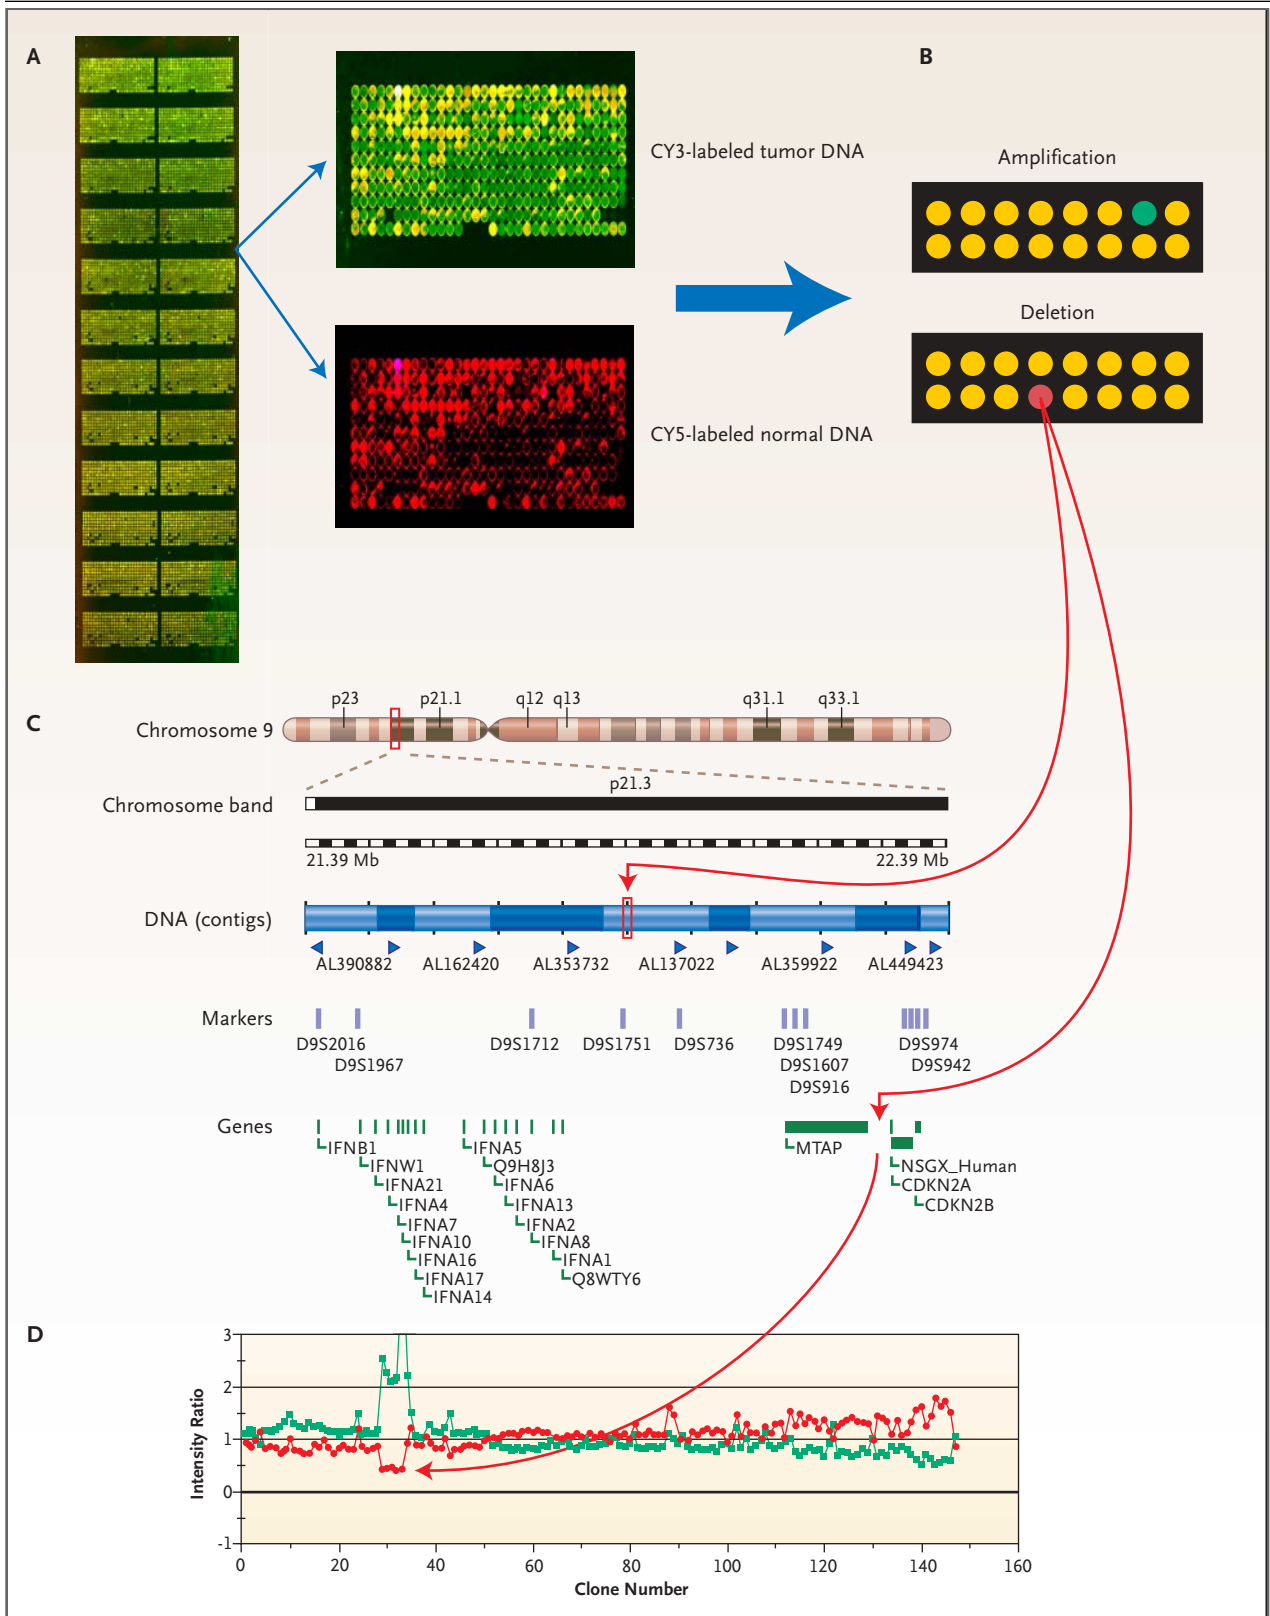 A
B
CY3-labeled tumor DNA
Amplification
Deletion
CY5-labeled normal DNA
C
p23
p21.1
q12
q13
q31.1
q33.1
Chromosome 9
p21.3
Chromosome band
21.39 Mb
22.39 Mb
DNA (contigs)
AL390882
AL162420
AL353732
AL137022
AL359922
AL449423
Markers
D9S2016
D9S1712
D9S1751
D9S736
D9S1749
D9S974
D9S1967
D9S1607
D9S942
D9S916
Genes
IFNB1
IFNA5
MTAP
IFNW1
Q9H8J3
NSGX_Human
IFNA21
IFNA6
CDKN2A
IFNA4
IFNA13
CDKN2B
IFNA7
IFNA2
IFNA10
IFNA8
IFNA16
IFNA1
IFNA17
Q8WTY6
IFNA14
D
3
2
1
0
-1
Intensity Ratio
0
20
40
60
80
100
120
140
160
Clone Number